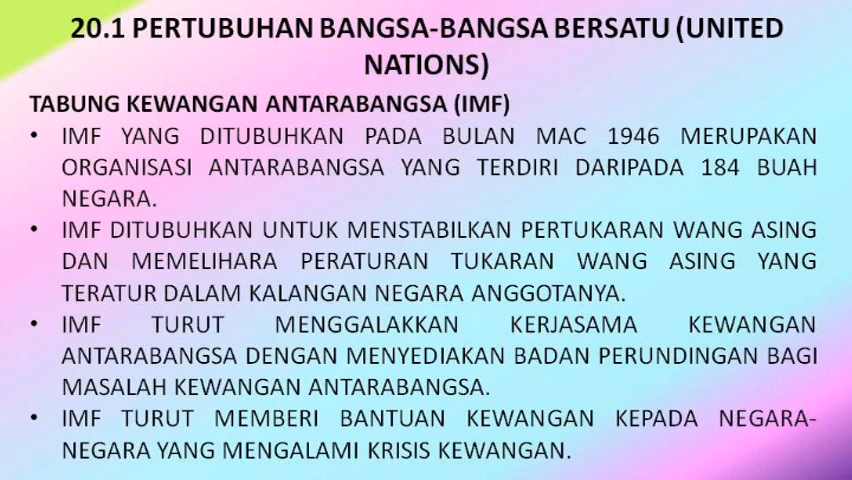 20.1 PERTUBUHAN BANGSA-BANGSA BERSATU (UNITED
NATIONS)
TABUNG KEWANGAN ANTARABANGSA (IMF)
• IMF YANG DITUBUHKAN PADA BULAN MAC 1946 MERUPAKAN
ORGANISASI ANTARABANGSA YANG TERDIRI DARIPADA 184 BUAH
NEGARA.
• IMF DITUBUHKAN UNTUK MENSTABILKAN PERTUKARAN WANG ASING
DAN MEMELIHARA PERATURAN TUKARAN WANG ASING YANG
TERATUR DALAM KALANGAN NEGARA ANGGOTANYA.
• IMF TURUT MENGGALAKKAN KERJASAMA KEWANGAN
ANTARABANGSA DENGAN MENYEDIAKAN BADAN PERUNDINGAN BAGI
MASALAH KEWANGAN ANTARABANGSA.
• IMF TURUT MEMBERI BANTUAN KEWANGAN KEPADA NEGARA-
NEGARA YANG MENGALAMI KRISIS KEWANGAN.